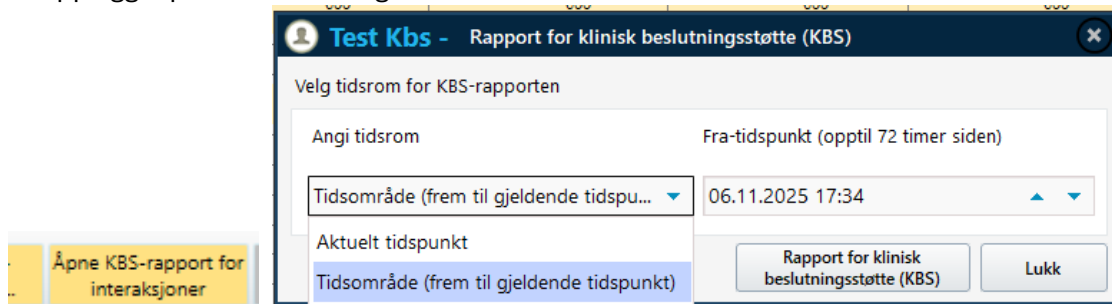 Test Kbs - Rapport for klinisk beslutningsstøtte (KBS)
Velg tidsrom for KBS-rapporten
Angi tidsrom
Fra-tidspunkt (opptil 72 timer siden)
Tidsområde (frem til gjeldende tidspu...
06.11.2025 17:34
Aktuelt tidspunkt
Tidsområde (frem til gjeldende tidspunkt)
Rapport for klinisk
beslutningsstøtte (KBS)
Lukk
Åpne KBS-rapport for
interaksjoner